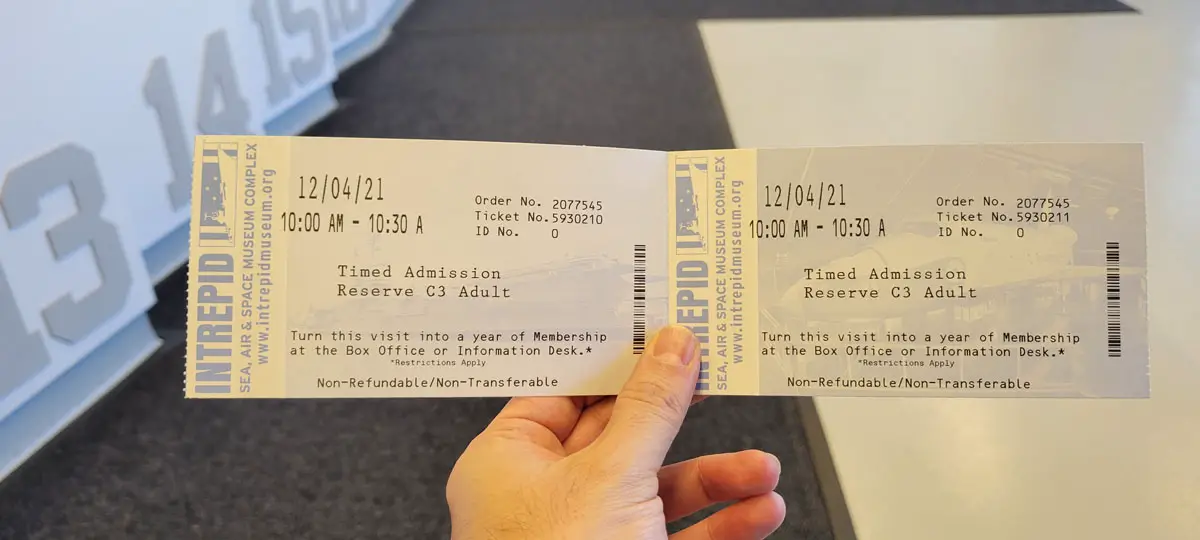 13
14
15
INTREPID
SEA, AIR & SPACE MUSEUM COMPLEX
www.intrepidmuseum.org
12/04/21
10:00 AM - 10:30 A
Order No. 2077545
Ticket No. 5930210
ID No. 0
Timed Admission
Reserve C3 Adult
Turn this visit into a year of Membership
at the Box Office or Information Desk.*
*Restrictions Apply
Non-Refundable/Non-Transferable
INTREPID
SEA, AIR & SPACE MUSEUM COMPLEX
www.intrepidmuseum.org
12/04/21
10:00 AM - 10:30 A
Order No. 2077545
Ticket No. 5930211
ID No. 0
Timed Admission
Reserve C3 Adult
Turn this visit into a year of Membership
at the Box Office or Information Desk.*
*Restrictions Apply
Non-Refundable/Non-Transferable